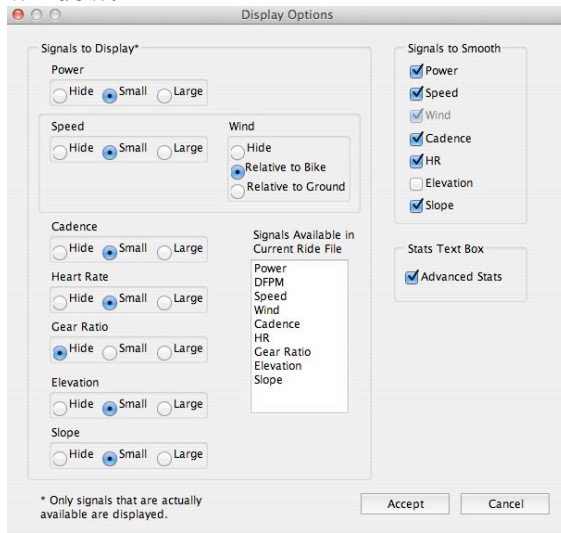 Display Options
Signals to Display*
Power
Hide Small Large
Speed
Hide Small Large
Wind
Hide
Relative to Bike
Relative to Ground
Cadence
Hide Small Large
Heart Rate
Hide Small Large
Gear Ratio
Hide Small Large
Elevation
Hide Small Large
Slope
Hide Small Large
Signals Available in
Current Ride File
Power
DFPM
Speed
Wind
Cadence
HR
Gear Ratio
Elevation
Slope
* Only signals that are actually
available are displayed.
Signals to Smooth
Power
Speed
Wind
Cadence
HR
Elevation
Slope
Stats Text Box
Advanced Stats
Accept Cancel